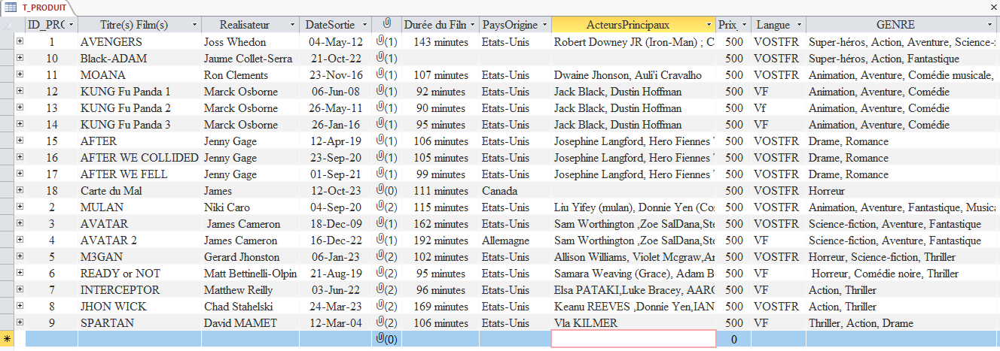 T_PRODUIT
ID_PRO Titre(s) Film(s) Realisateur DateSortie Durée du Film PaysOrigine ActeursPrincipaux Prix_ Langue GENRE
1 AVENGERS Joss Whedon 04-May-12 (1) 143 minutes Etats-Unis Robert Downey JR (Iron-Man) ; C 500 VOSTFR Super-héros, Action, Aventure, Science-f
10 Black-ADAM Jaume Collet-Serra 21-Oct-22 (1) 500 VOSTFR Super-héros, Action, Fantastique
11 MOANA Ron Clements 23-Nov-16 (1) 107 minutes Etats-Unis Dwaine Jhonson, Auli'i Cravalho 500 VOSTFR Animation, Aventure, Comédie musicale,
12 KUNG Fu Panda 1 Marck Osborne 06-Jun-08 (1) 92 minutes Etats-Unis Jack Black, Dustin Hoffman 500 VF Animation, Aventure, Comédie
13 KUNG Fu Panda 2 Marck Osborne 26-May-11 (1) 90 minutes Etats-Unis Jack Black, Dustin Hoffman 500 Vf Animation, Aventure, Comédie
14 KUNG Fu Panda 3 Marck Osborne 26-Jan-16 (1) 95 minutes Etats-Unis Jack Black, Dustin Hoffman 500 VF Animation, Aventure, Comédie
15 AFTER Jenny Gage 12-Apr-19 (1) 106 minutes Etats-Unis Josephine Langford, Hero Fiennes 500 VOSTFR Drame, Romance
16 AFTER WE COLLIDED Jenny Gage 23-Sep-20 (1) 105 minutes Etats-Unis Josephine Langford, Hero Fiennes 500 VOSTFR Drame, Romance
17 AFTER WE FELL Jenny Gage 01-Sep-21 (1) 99 minutes Etats-Unis Josephine Langford, Hero Fiennes 500 VOSTFR Drame, Romance
18 Carte du Mal James 12-Oct-23 (0) 111 minutes Canada 500 VOSTFR Horreur
2 MULAN Niki Caro 04-Sep-20 (2) 115 minutes Etats-Unis Liu Yifey (mulan), Donnie Yen (Co 500 VOSTFR Animation, Aventure, Fantastique, Musica
3 AVATAR James Cameron 18-Dec-09 (1) 162 minutes Etats-Unis Sam Worthington ,Zoe SalDana,Ste 500 VOSTFR Science-fiction, Aventure, Fantastique
4 AVATAR 2 James Cameron 16-Dec-22 (1) 192 minutes Allemagne Sam Worthington ,Zoe SalDana,Ste 500 VF Science-fiction, Aventure, Fantastique
5 M3GAN Gerard Jhonston 06-Jan-23 (2) 102 minutes Etats-Unis Allison Williams, Violet Mcgraw,A 500 VOSTFR Horreur, Science-fiction, Thriller
6 READY or NOT Matt Bettinelli-Olpin 21-Aug-19 (2) 95 minutes Etats-Unis Samara Weaving (Grace), Adam B 500 VF Horreur, Comédie noire, Thriller
7 INTERCEPTOR Matthew Reilly 03-Jun-22 (2) 96 minutes Etats-Unis Elsa PATAKI,Luke Bracey, AARO 500 VF Action, Thriller
8 JHON WICK Chad Stahelski 24-Mar-23 (2) 169 minutes Etats-Unis Keanu REEVES ,Donnie Yen,IAN 500 VOSTFR Action, Thriller
9 SPARTAN David MAMET 12-Mar-04 (2) 106 minutes Etats-Unis Vla KILMER 500 VF Thriller, Action, Drame
(0) 0